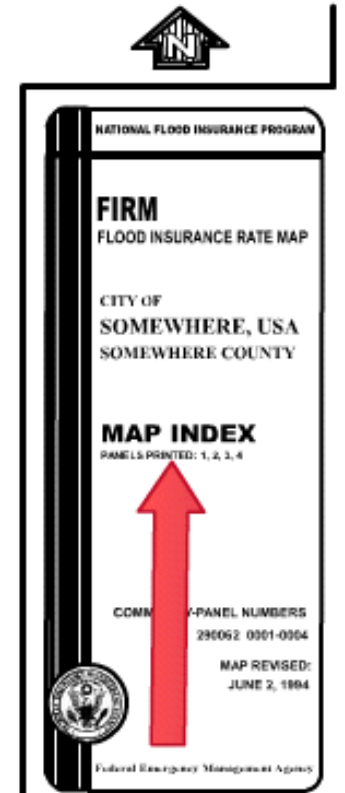 N
NATIONAL FLOOD INSURANCE PROGRAM
FIRM
FLOOD INSURANCE RATE MAP
CITY OF
SOMEWHERE, USA
SOMEWHERE COUNTY
MAP INDEX
PANELS PRINTED: 1, 2, 3, 4
-PANEL NUMBERS
290062 0001-0004
MAP REVISED:
JUNE 2, 1994
Federal Emergency Management Agency